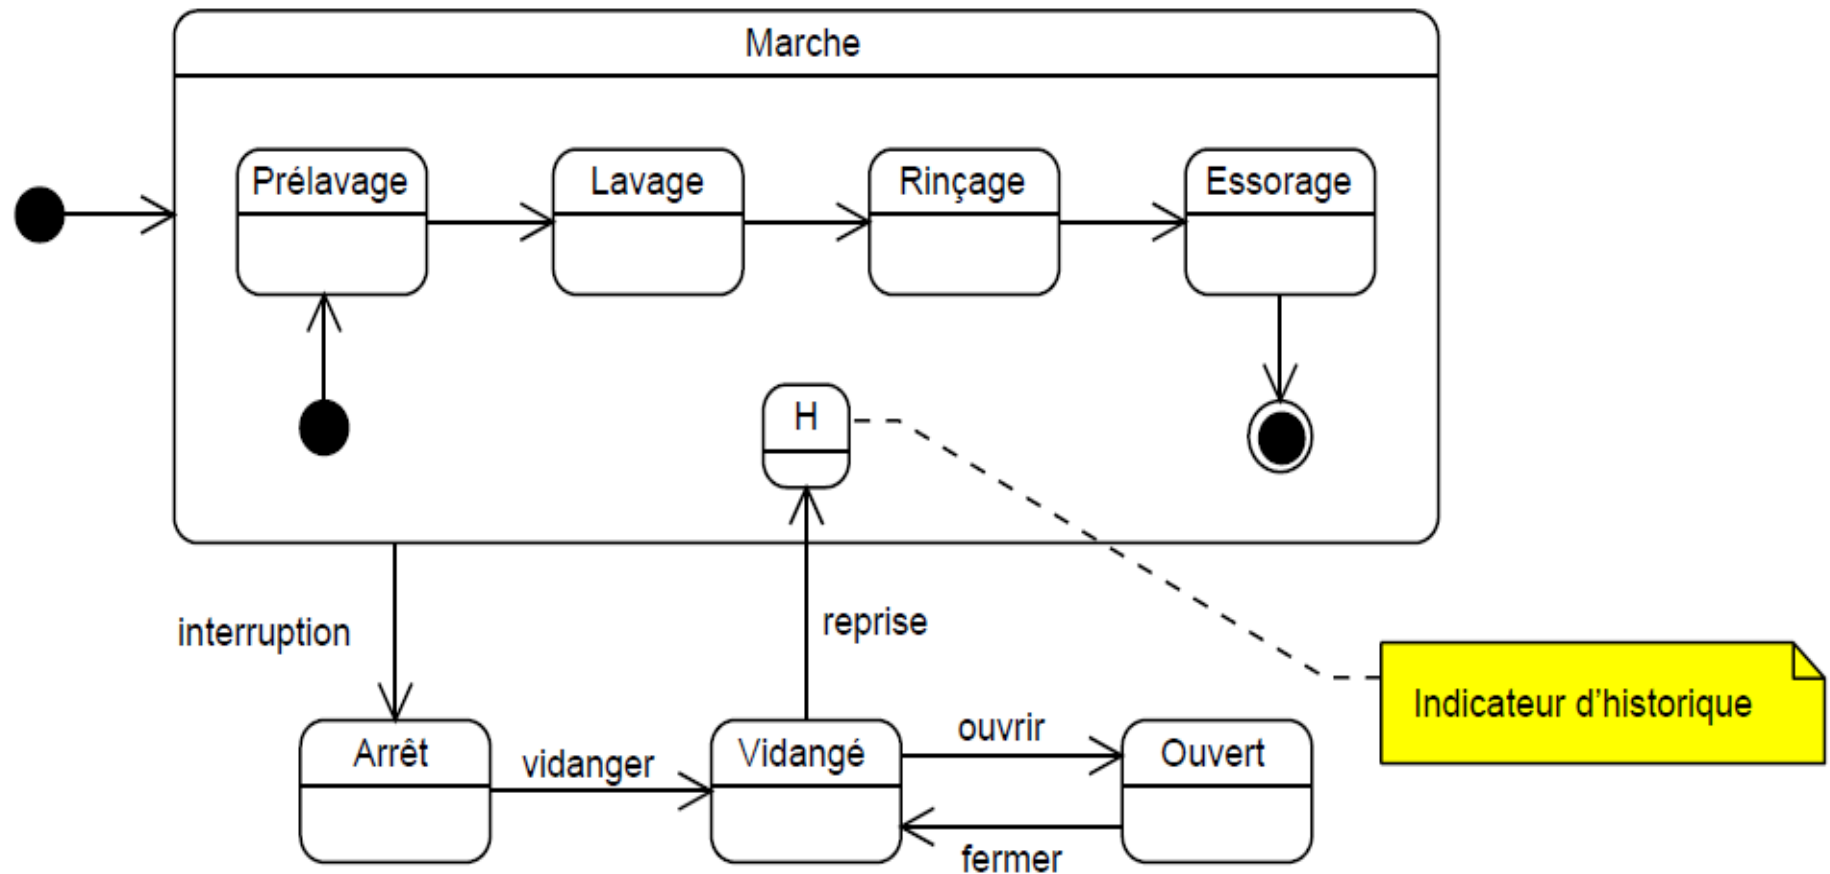 Marche
Prélavage
Lavage
Rinçage
Essorage
H
interruption
reprise
Indicateur d’historique
Arrêt
vidanger
Vidangé
ouvrir
Ouvert
fermer